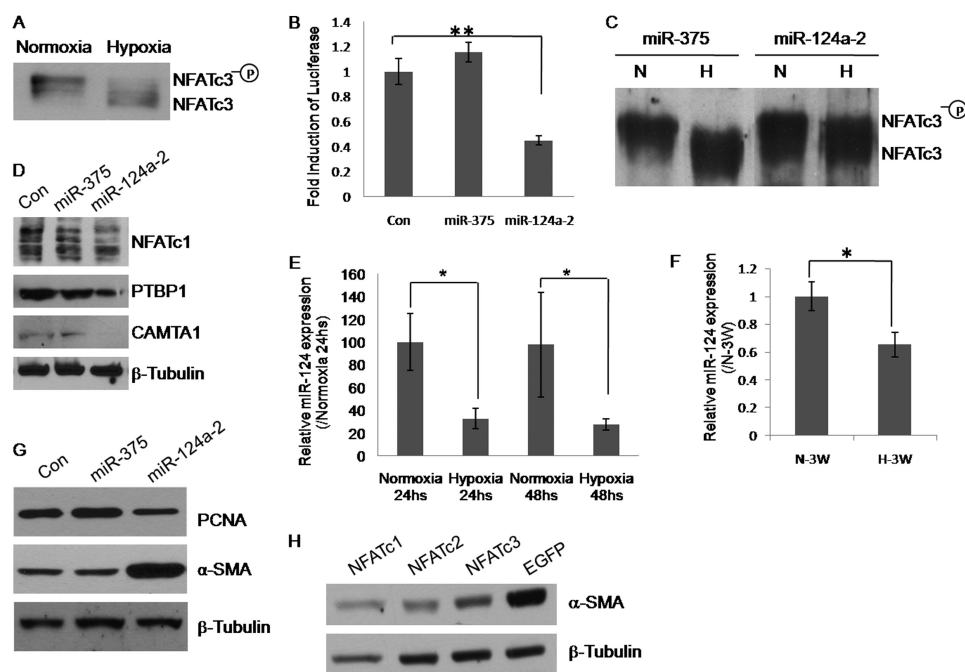 A
Normoxia Hypoxia
NFATc3 P
NFATc3
B
Fold Induction of Luciferase
1.6
1.4
1.2
1
0.8
0.6
0.4
0.2
0
**
Con miR-375 miR-124a-2
C
miR-375 miR-124a-2
N H N H
NFATc3 P
NFATc3
D
Con miR-375 miR-124a-2
NFATc1
PTBP1
CAMTA1
β-Tubulin
E
Relative miR-124 expression
(/Normoxia 24hs)
160
140
120
100
80
60
40
20
0
* *
Normoxia Hypoxia Normoxia Hypoxia
24hs 24hs 48hs 48hs
F
Relative miR-124 expression
(/N-3W)
1.2
1
0.8
0.6
0.4
0.2
0
*
N-3W H-3W
G
Con miR-375 miR-124a-2
PCNA
α-SMA
β-Tubulin
H
NFATc1 NFATc2 NFATc3 EGFP
α-SMA
β-Tubulin